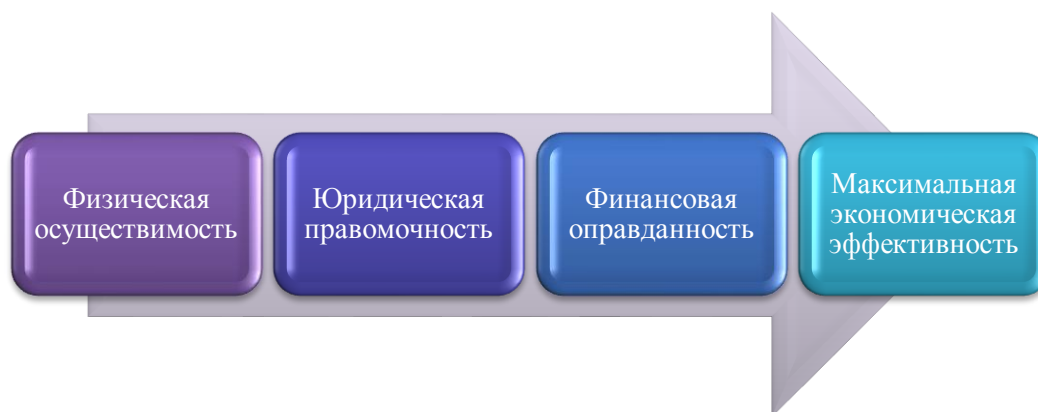 Физическая
осуществимость
Юридическая
правомочность
Финансовая
оправданность
Максимальная
экономическая
эффективность